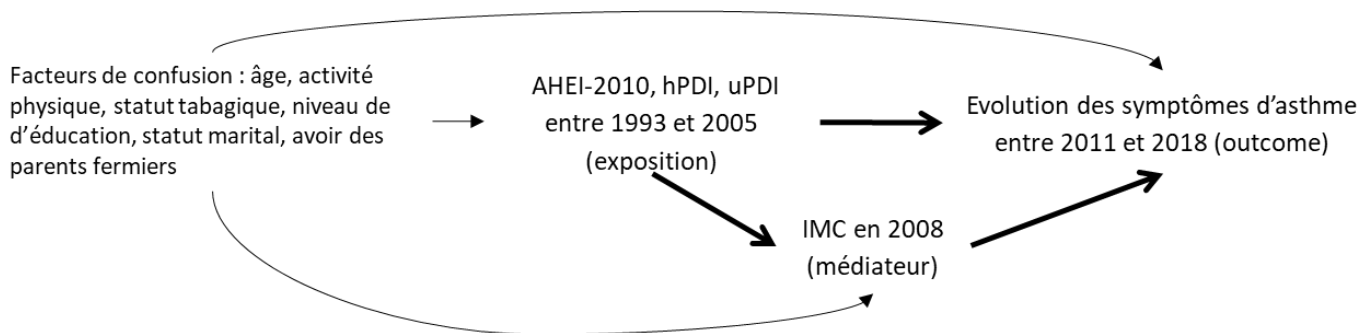 Facteurs de confusion : âge, activité
physique, statut tabagique, niveau de
d’éducation, statut marital, avoir des
parents fermiers
AHEI-2010, hPDI, uPDI
entre 1993 et 2005
(exposition)
Evolution des symptômes d’asthme
entre 2011 et 2018 (outcome)
IMC en 2008
(médiateur)